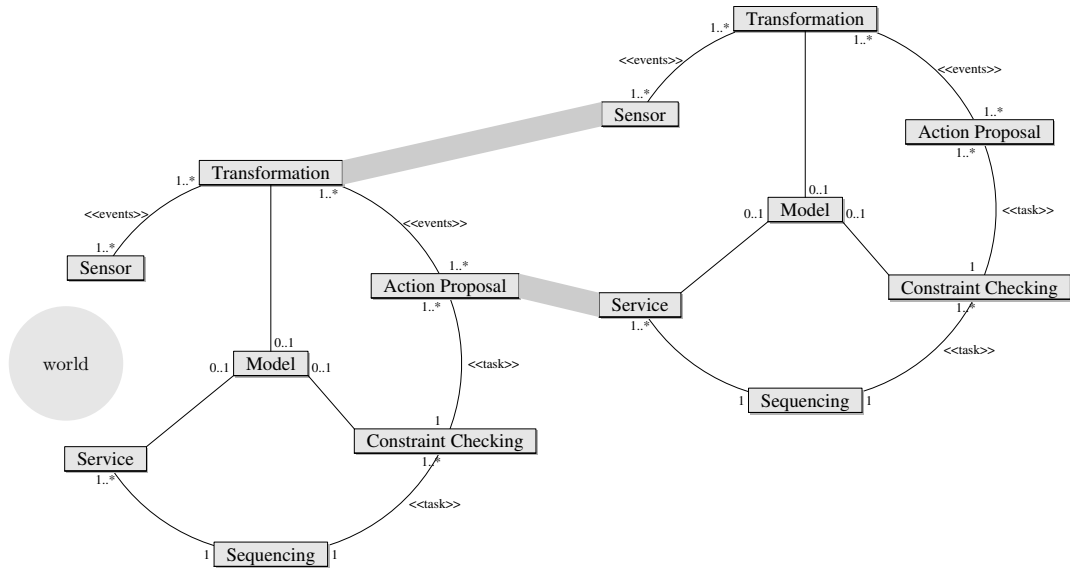 Transformation
1..*
1..*
<<events>>
<<events>>
1..*
Sensor
1..*
Action Proposal
1..*
<<task>>
0..1
Model
0..1
0..1
1
Constraint Checking
1..*
Service
1..*
<<task>>
1
Sequencing
1
Transformation
1..*
1..*
<<events>>
<<events>>
1..*
Sensor
1..*
Action Proposal
1..*
world
0..1
Model
0..1
0..1
<<task>>
1
Constraint Checking
1..*
Service
1..*
<<task>>
1
Sequencing
1